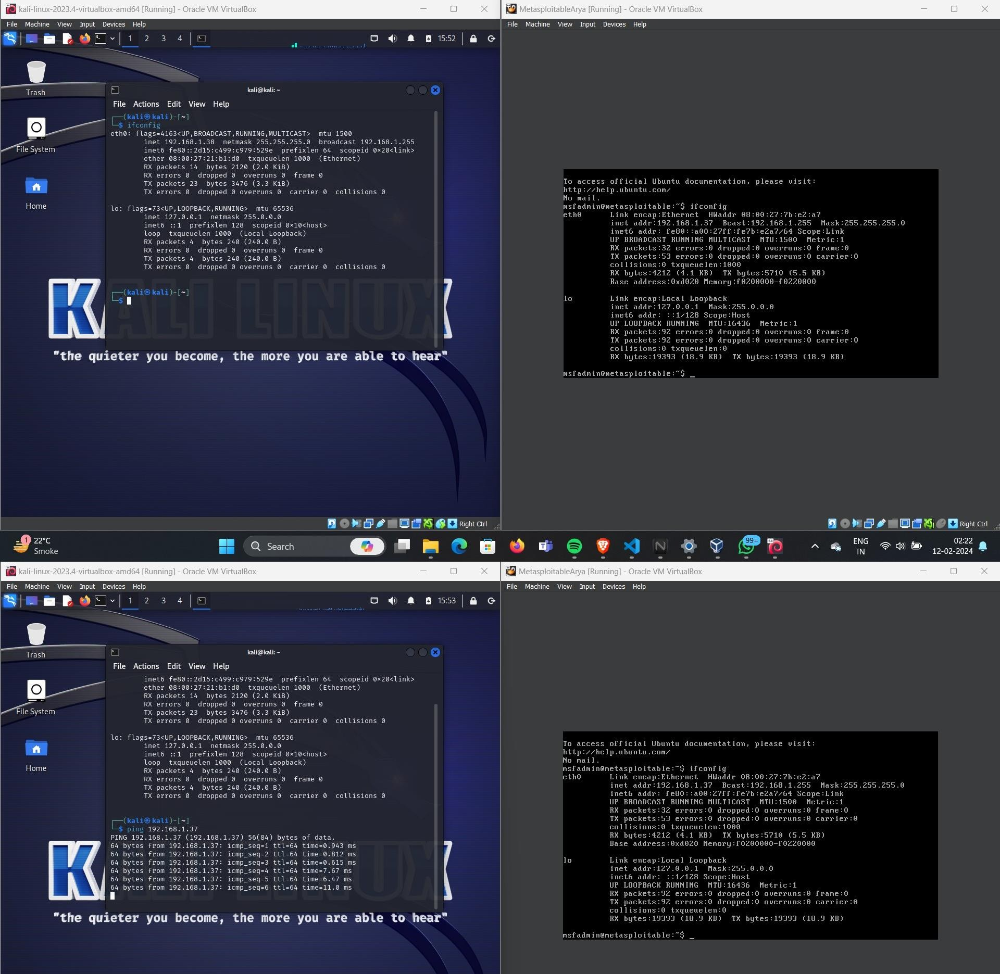 kali-linux-2023.4-virtualbox-amd64 [Running] - Oracle VM VirtualBox
File Machine View Input Devices Help
1 2 3 4 15:52
Trash
File System
Home
kali@kali: ~
File Actions Edit View Help
┌──(kali㉿kali)-[~]
└─$ ifconfig
eth0: flags=4163<UP,BROADCAST,RUNNING,MULTICAST>  mtu 1500
inet 192.168.1.38  netmask 255.255.255.0  broadcast 192.168.1.255
inet6 fe80::2d15:c499:c979:529e  prefixlen 64  scopeid 0×20<link>
ether 08:00:27:21:b1:d0  txqueuelen 1000  (Ethernet)
RX packets 14  bytes 2120 (2.0 KiB)
RX errors 0  dropped 0  overruns 0  frame 0
TX packets 23  bytes 3476 (3.3 KiB)
TX errors 0  dropped 0 overruns 0  carrier 0  collisions 0
lo: flags=73<UP,LOOPBACK,RUNNING>  mtu 65536
inet 127.0.0.1  netmask 255.0.0.0
inet6 ::1  prefixlen 128  scopeid 0×10<host>
loop  txqueuelen 1000  (Local Loopback)
RX packets 4  bytes 240 (240.0 B)
RX errors 0  dropped 0  overruns 0  frame 0
TX packets 4  bytes 240 (240.0 B)
TX errors 0  dropped 0 overruns 0  carrier 0  collisions 0
┌──(kali㉿kali)-[~]
└─$
KALI LINUX
"the quieter you become, the more you are able to hear"
Right Ctrl
MetasploitableArya [Running] - Oracle VM VirtualBox
File Machine View Input Devices Help
To access official Ubuntu documentation, please visit:
http://help.ubuntu.com/
No mail.
msfadmin@metasploitable:~$ ifconfig
eth0      Link encap:Ethernet  HWaddr 08:00:27:7b:e2:a7
inet addr:192.168.1.37  Bcast:192.168.1.255  Mask:255.255.255.0
inet6 addr: fe80::a00:27ff:fe7b:e2a7/64 Scope:Link
UP BROADCAST RUNNING MULTICAST  MTU:1500  Metric:1
RX packets:32 errors:0 dropped:0 overruns:0 frame:0
TX packets:53 errors:0 dropped:0 overruns:0 carrier:0
collisions:0 txqueuelen:1000
RX bytes:4212 (4.1 KB)  TX bytes:5710 (5.5 KB)
Base address:0xd020 Memory:f0200000-f0220000
lo        Link encap:Local Loopback
inet addr:127.0.0.1  Mask:255.0.0.0
inet6 addr: ::1/128 Scope:Host
UP LOOPBACK RUNNING  MTU:16436  Metric:1
RX packets:92 errors:0 dropped:0 overruns:0 frame:0
TX packets:92 errors:0 dropped:0 overruns:0 carrier:0
collisions:0 txqueuelen:0
RX bytes:19393 (18.9 KB)  TX bytes:19393 (18.9 KB)
msfadmin@metasploitable:~$ _
Right Ctrl
1 22°C
Smoke
Search
99+
64
ENG
IN
02:22
12-02-2024
kali-linux-2023.4-virtualbox-amd64 [Running] - Oracle VM VirtualBox
File Machine View Input Devices Help
1 2 3 4 15:53
Trash
File System
Home
kali@kali: ~
File Actions Edit View Help
inet6 fe80::2d15:c499:c979:529e  prefixlen 64  scopeid 0×20<link>
ether 08:00:27:21:b1:d0  txqueuelen 1000  (Ethernet)
RX packets 14  bytes 2120 (2.0 KiB)
RX errors 0  dropped 0  overruns 0  frame 0
TX packets 23  bytes 3476 (3.3 KiB)
TX errors 0  dropped 0 overruns 0  carrier 0  collisions 0
lo: flags=73<UP,LOOPBACK,RUNNING>  mtu 65536
inet 127.0.0.1  netmask 255.0.0.0
inet6 ::1  prefixlen 128  scopeid 0×10<host>
loop  txqueuelen 1000  (Local Loopback)
RX packets 4  bytes 240 (240.0 B)
RX errors 0  dropped 0  overruns 0  frame 0
TX packets 4  bytes 240 (240.0 B)
TX errors 0  dropped 0 overruns 0  carrier 0  collisions 0
┌──(kali㉿kali)-[~]
└─$ ping 192.168.1.37
PING 192.168.1.37 (192.168.1.37) 56(84) bytes of data.
64 bytes from 192.168.1.37: icmp_seq=1 ttl=64 time=0.943 ms
64 bytes from 192.168.1.37: icmp_seq=2 ttl=64 time=0.812 ms
64 bytes from 192.168.1.37: icmp_seq=3 ttl=64 time=0.615 ms
64 bytes from 192.168.1.37: icmp_seq=4 ttl=64 time=7.67 ms
64 bytes from 192.168.1.37: icmp_seq=5 ttl=64 time=6.47 ms
64 bytes from 192.168.1.37: icmp_seq=6 ttl=64 time=11.0 ms
K UX
"the quieter you become, the more you are able to hear"
MetasploitableArya [Running] - Oracle VM VirtualBox
File Machine View Input Devices Help
To access official Ubuntu documentation, please visit:
http://help.ubuntu.com/
No mail.
msfadmin@metasploitable:~$ ifconfig
eth0      Link encap:Ethernet  HWaddr 08:00:27:7b:e2:a7
inet addr:192.168.1.37  Bcast:192.168.1.255  Mask:255.255.255.0
inet6 addr: fe80::a00:27ff:fe7b:e2a7/64 Scope:Link
UP BROADCAST RUNNING MULTICAST  MTU:1500  Metric:1
RX packets:32 errors:0 dropped:0 overruns:0 frame:0
TX packets:53 errors:0 dropped:0 overruns:0 carrier:0
collisions:0 txqueuelen:1000
RX bytes:4212 (4.1 KB)  TX bytes:5710 (5.5 KB)
Base address:0xd020 Memory:f0200000-f0220000
lo        Link encap:Local Loopback
inet addr:127.0.0.1  Mask:255.0.0.0
inet6 addr: ::1/128 Scope:Host
UP LOOPBACK RUNNING  MTU:16436  Metric:1
RX packets:92 errors:0 dropped:0 overruns:0 frame:0
TX packets:92 errors:0 dropped:0 overruns:0 carrier:0
collisions:0 txqueuelen:0
RX bytes:19393 (18.9 KB)  TX bytes:19393 (18.9 KB)
msfadmin@metasploitable:~$ _